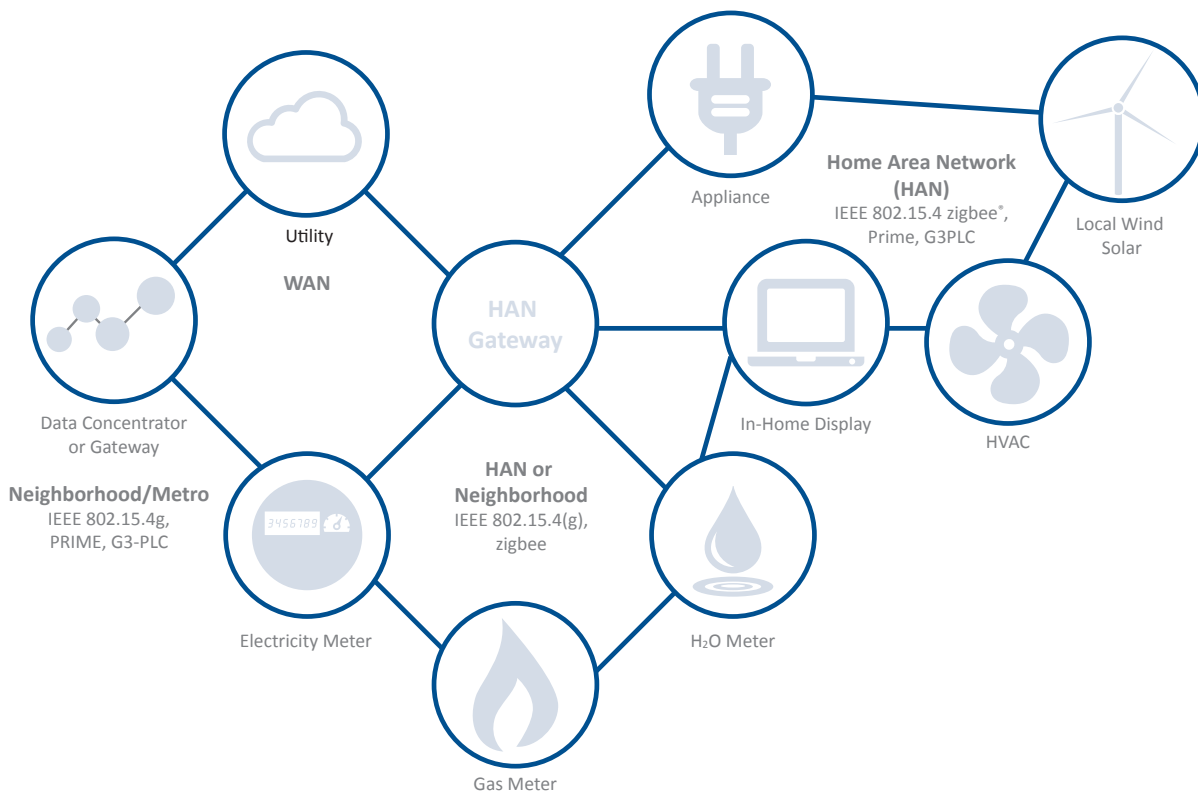 Appliance
Home Area Network
(HAN)
IEEE 802.15.4 zigbee®,
Prime, G3PLC
Local Wind
Solar
Utility
WAN
HAN
Gateway
Data Concentrator
or Gateway
In-Home Display
HVAC
Neighborhood/Metro
IEEE 802.15.4g,
PRIME, G3-PLC
HAN or
Neighborhood
IEEE 802.15.4(g),
zigbee
3456789
Electricity Meter
H₂O Meter
Gas Meter